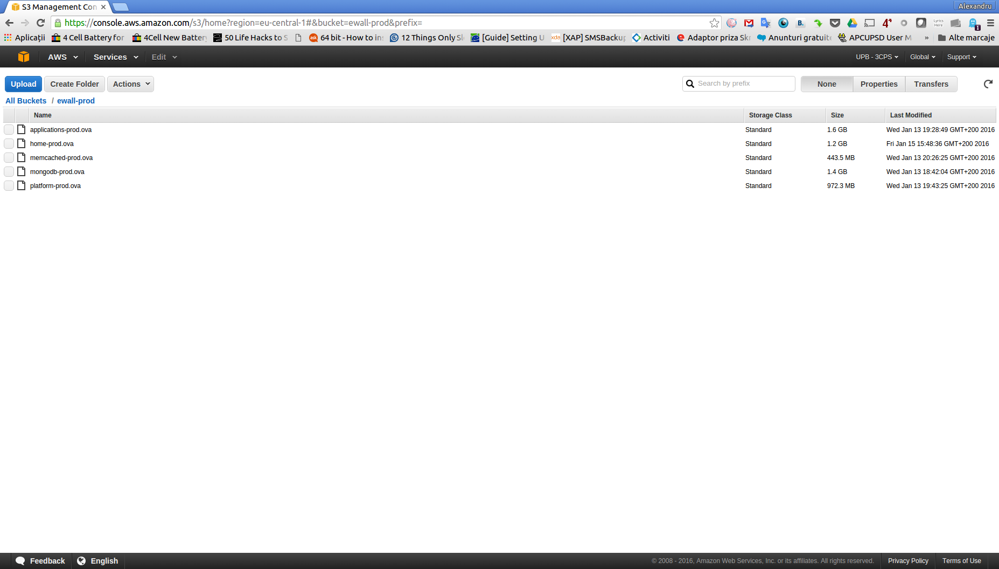 S3 Management Con
Alexandru
https://console.aws.amazon.com/s3/home?region=eu-central-1#&bucket=ewall-prod&prefix=
Lyrics
Here
Aplicații 4 Cell Battery for 4Cell New Battery 50 Life Hacks to S ask 64 bit - How to in 12 Things Only Sl [Guide] Setting U xda [XAP] SMSBackup Activiti Adaptor priza Sk Anunturi gratuite APCUPSD User M » Alte marcaje
AWS Services Edit UPB - 3CPS Global Support
Upload Create Folder Actions Search by prefix None Properties Transfers
All Buckets / ewall-prod
Name Storage Class Size Last Modified
applications-prod.ova Standard 1.6 GB Wed Jan 13 19:28:49 GMT+200 2016
home-prod.ova Standard 1.2 GB Fri Jan 15 15:48:36 GMT+200 2016
memcached-prod.ova Standard 443.5 MB Wed Jan 13 20:26:25 GMT+200 2016
mongodb-prod.ova Standard 1.4 GB Wed Jan 13 18:42:04 GMT+200 2016
platform-prod.ova Standard 972.3 MB Wed Jan 13 19:43:25 GMT+200 2016
Feedback English © 2008 - 2016, Amazon Web Services, Inc. or its affiliates. All rights reserved. Privacy Policy Terms of Use